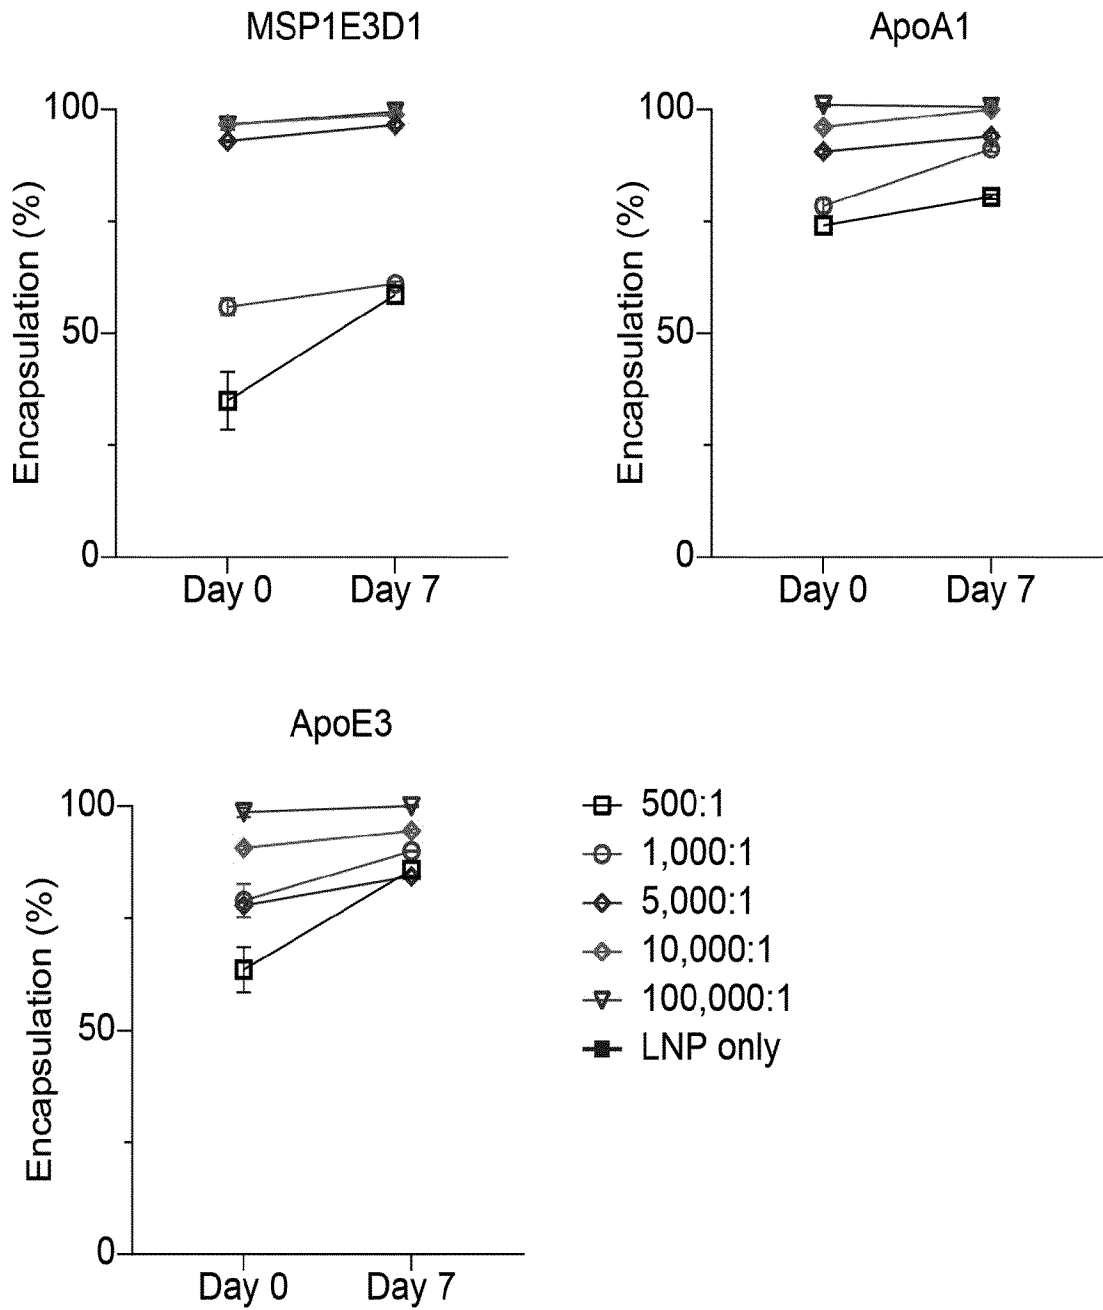 MSP1E3D1
100
50
0
Encapsulation (%)
Day 0
Day 7
ApoA1
100
50
0
Encapsulation (%)
Day 0
Day 7
ApoE3
100
50
0
Encapsulation (%)
Day 0
Day 7
500:1
1,000:1
5,000:1
10,000:1
100,000:1
LNP only